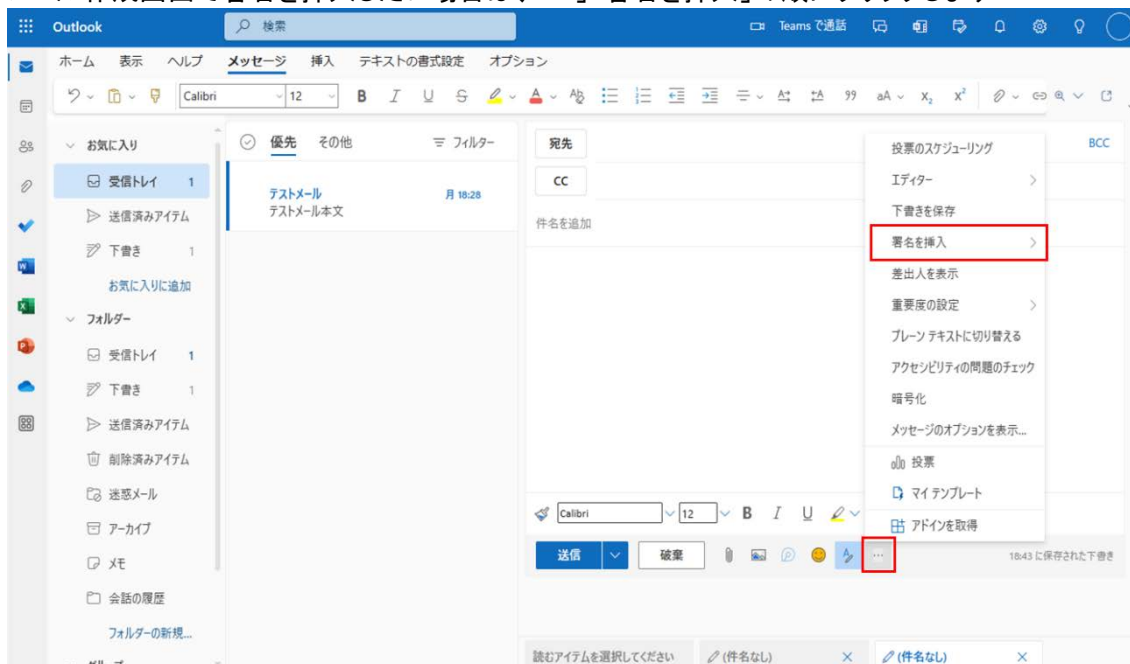 Outlook
検索
Teams で通話
ホーム 表示 ヘルプ メッセージ 挿入 テキストの書式設定 オプション
Calibri 12 B I U
お気に入り
受信トレイ 1
送信済みアイテム
下書き 1
お気に入りに追加
フォルダー
受信トレイ 1
下書き 1
送信済みアイテム
削除済みアイテム
迷惑メール
アーカイブ
メモ
会話の履歴
フォルダーの新規...
優先 その他 フィルター
テストメール 月 18:28
テストメール本文
宛先
BCC
CC
件名を追加
投票のスケジューリング
エディター
下書きを保存
署名を挿入
差出人を表示
重要度の設定
プレーン テキストに切り替える
アクセシビリティの問題のチェック
暗号化
メッセージのオプションを表示...
投票
マイ テンプレート
アドインを取得
Calibri 12 B I U
送信 破棄 ... 18:43 に保存された下書き
読むアイテムを選択してください (件名なし) × (件名なし) ×